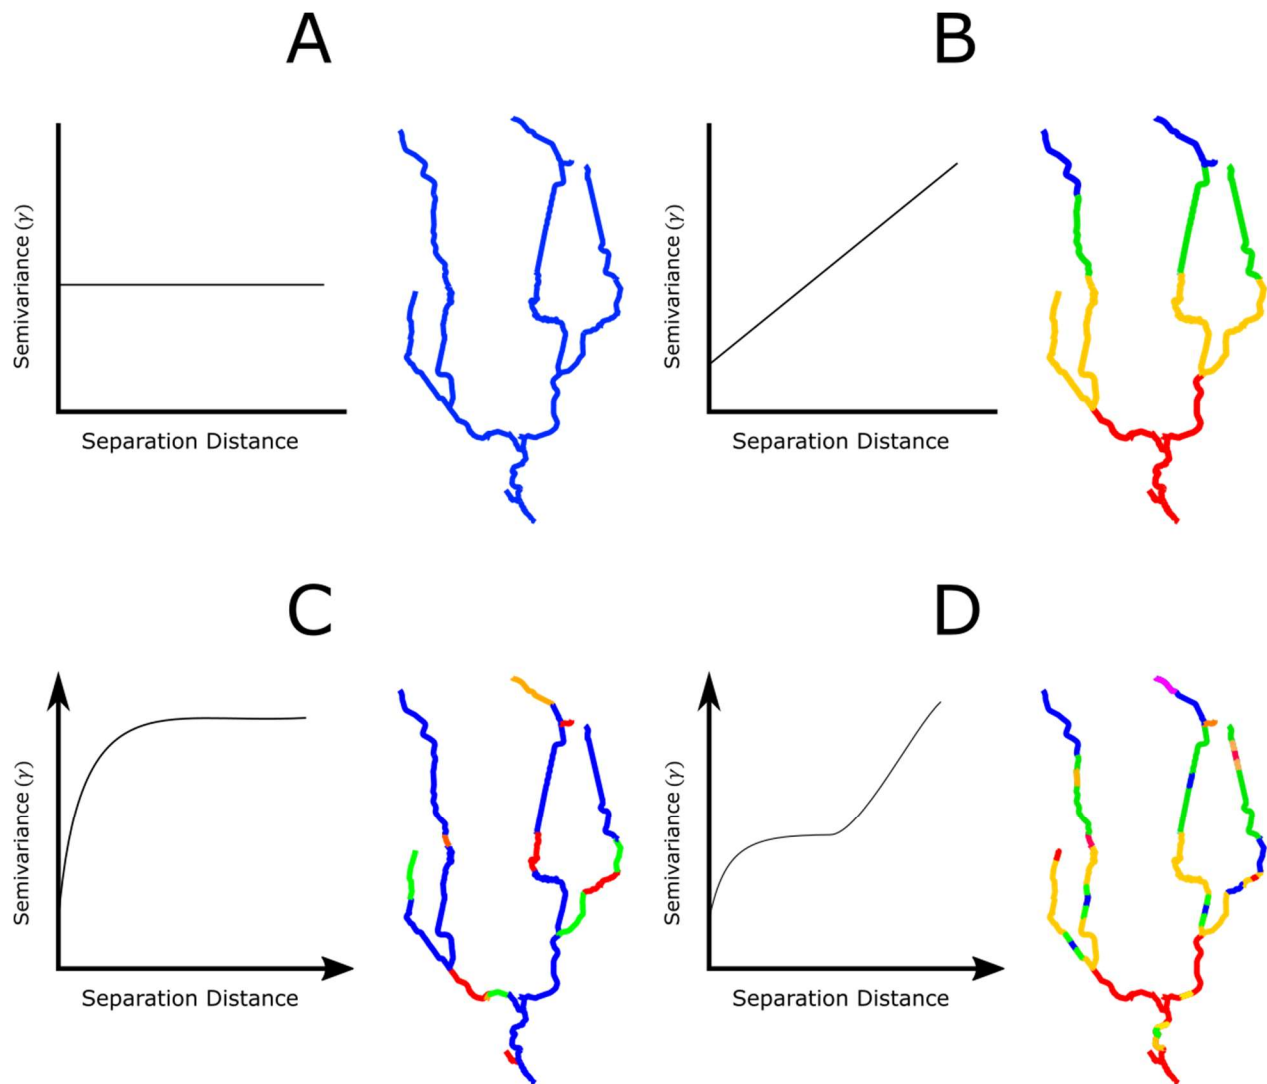 A
B
Semivariance (γ)
Separation Distance
Semivariance (γ)
Separation Distance
C
D
Semivariance (γ)
Separation Distance
Semivariance (γ)
Separation Distance